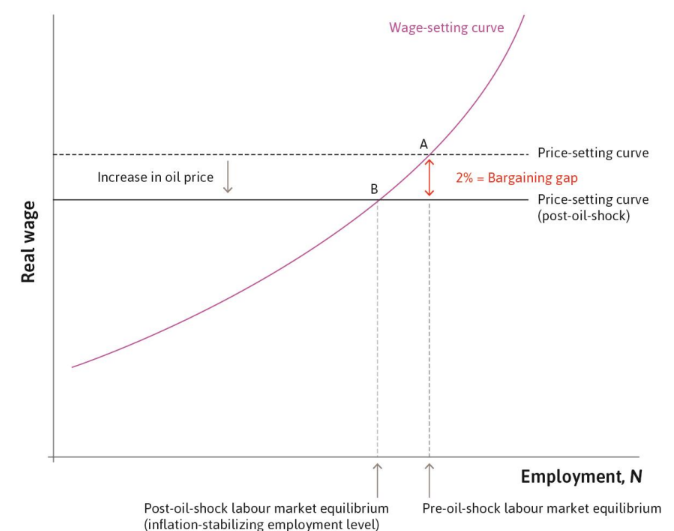 Wage-setting curve
A
Price-setting curve
Increase in oil price
2% = Bargaining gap
B
Price-setting curve
(post-oil-shock)
Real wage
Employment, N
Post-oil-shock labour market equilibrium
(inflation-stabilizing employment level)
Pre-oil-shock labour market equilibrium